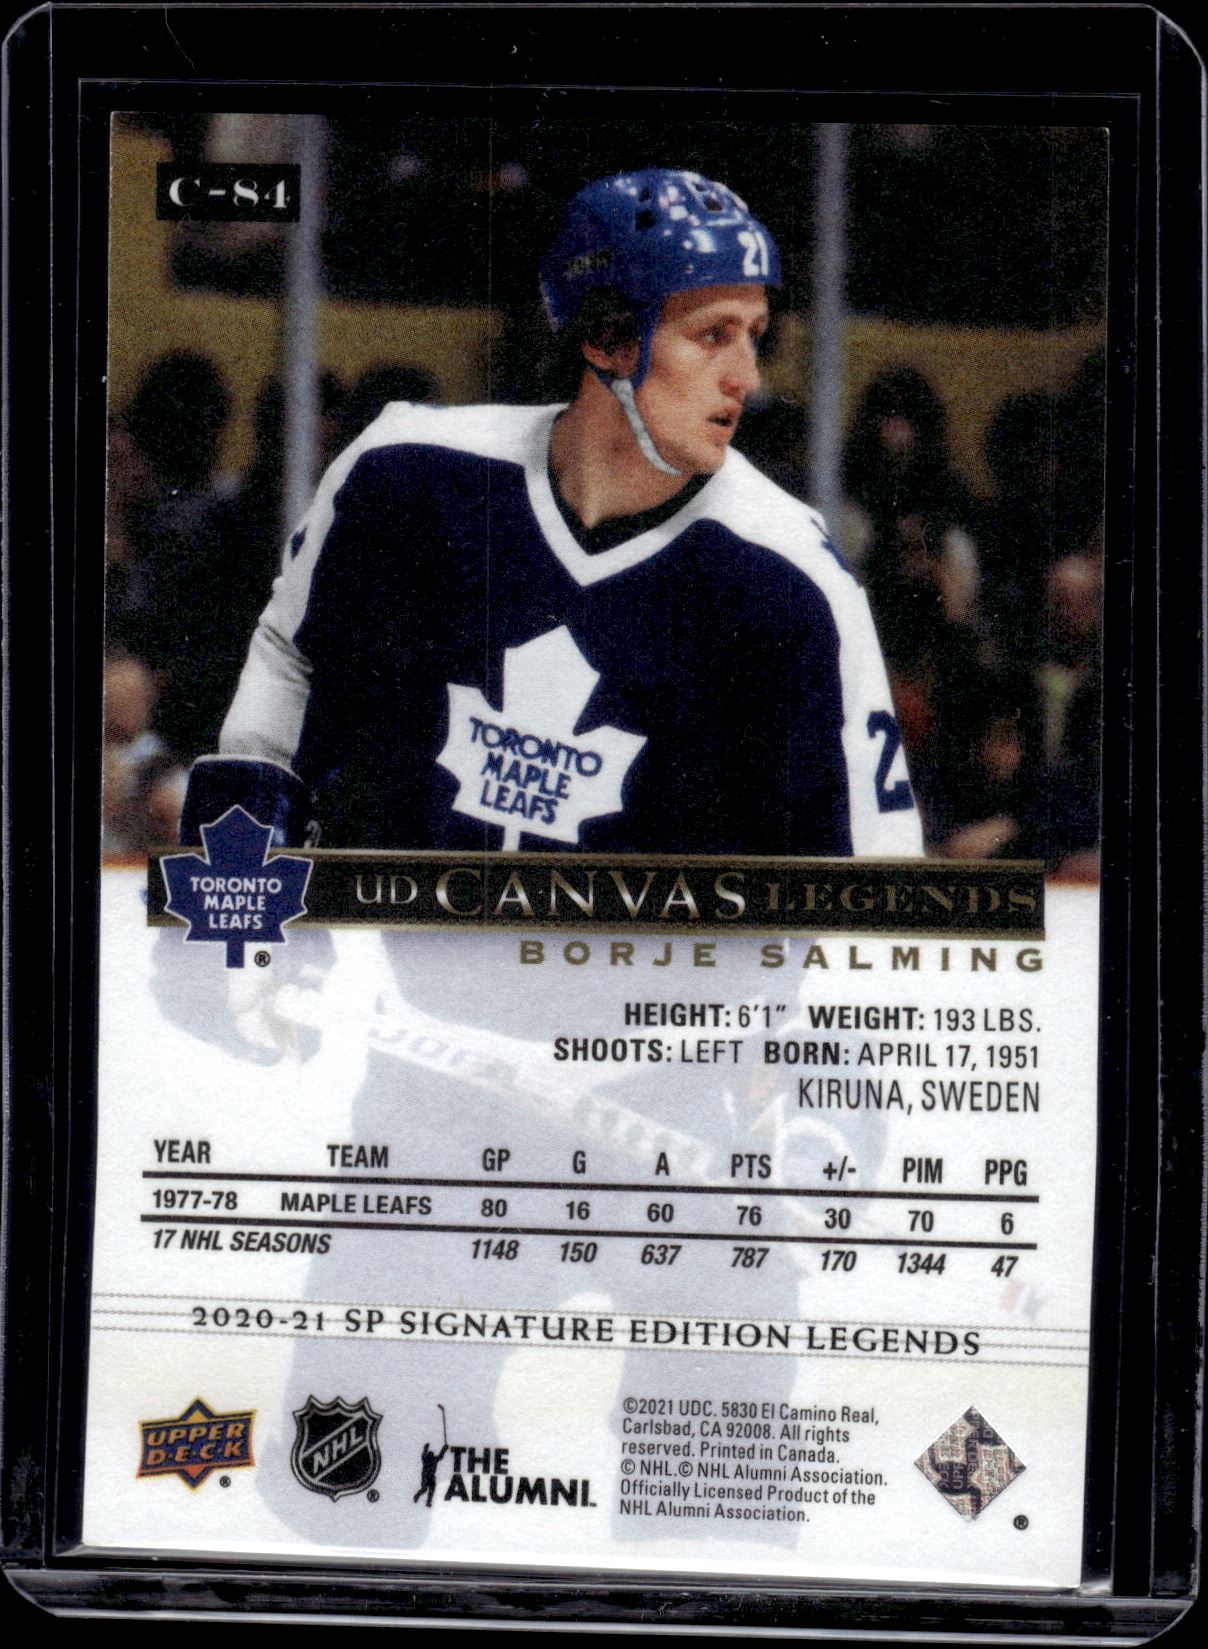 C-84
21
TORONTO
MAPLE
LEAFS
2
TORONTO
MAPLE
LEAFS
®
UD CANVAS LEGENDS
BORJE SALMING
HEIGHT: 6'1" WEIGHT: 193 LBS.
SHOOTS: LEFT BORN: APRIL 17, 1951
KIRUNA, SWEDEN
YEAR TEAM GP G A PTS +/- PIM PPG
1977-78 MAPLE LEAFS 80 16 60 76 30 70 6
17 NHL SEASONS 1148 150 637 787 170 1344 47
2020-21 SP SIGNATURE EDITION LEGENDS
UPPER
DECK
®
NHL
®
THE
ALUMNI
©2021 UDC. 5830 El Camino Real,
Carlsbad, CA 92008. All rights
reserved. Printed in Canada.
© NHL.© NHL Alumni Association.
Officially Licensed Product of the
NHL Alumni Association.
®